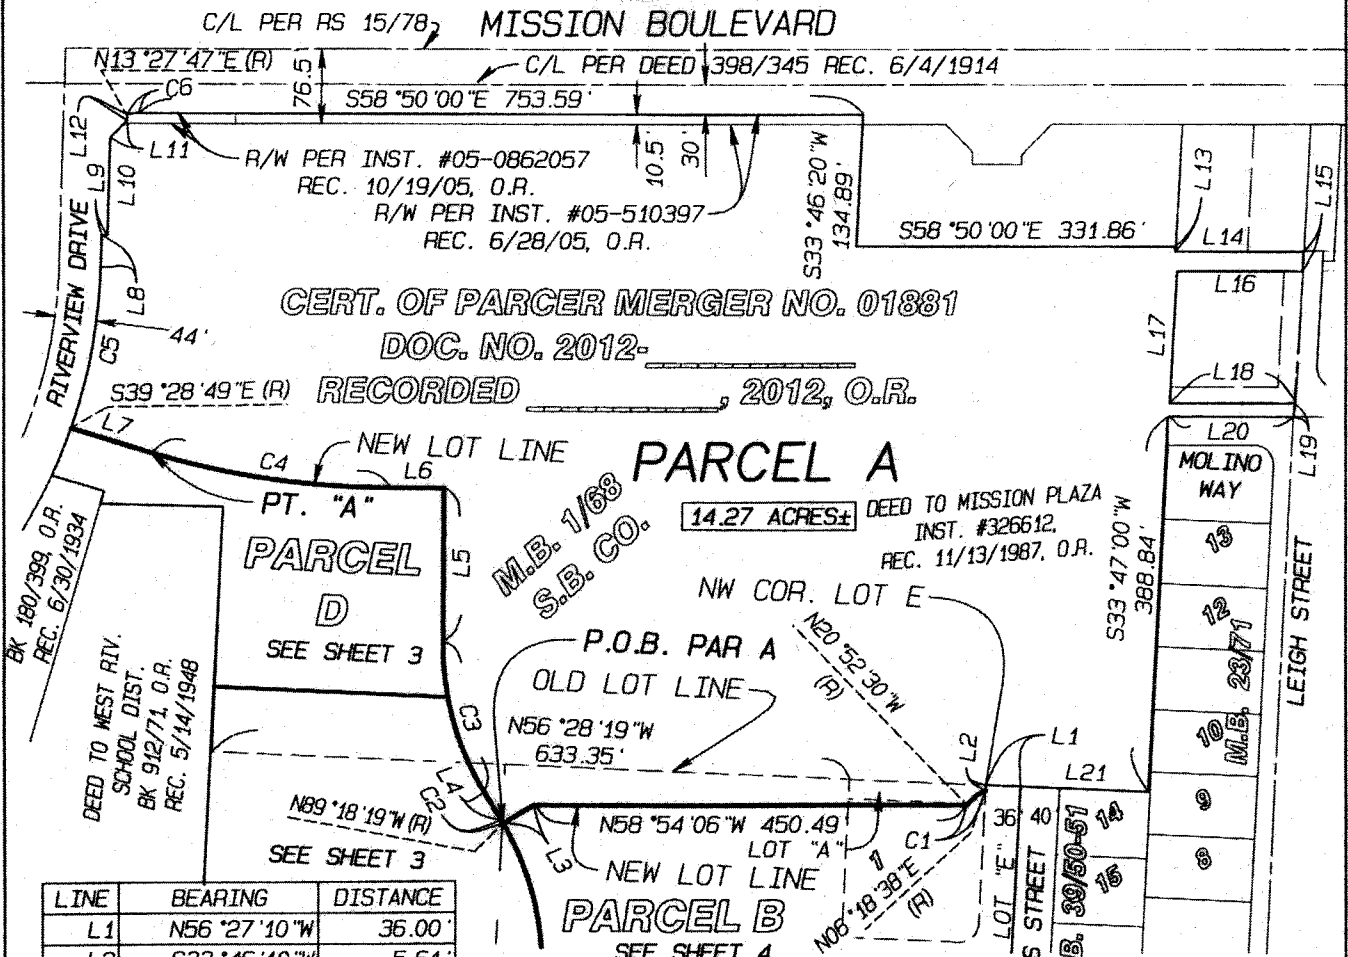 C/L PER RS 15/78
MISSION BOULEVARD
N13°27'47"E (R)
C/L PER DEED 398/345 REC. 6/4/1914
76.5
C6
S58°50'00"E 753.59'
L12
L11
L9
L10
R/W PER INST. #05-0862057
REC. 10/19/05, O.R.
R/W PER INST. #05-510397
REC. 6/28/05, O.R.
10.5'
30'
S33°46'20"W
134.89'
S58°50'00"E 331.86'
L13
L14
L15
L16
L17
L18
L19
L20
RIVERVIEW DRIVE
L8
C5
44'
CERT. OF PARCER MERGER NO. 01881
DOC. NO. 2012-
RECORDED , 2012, O.R.
S39°28'49"E (R)
L7
C4
NEW LOT LINE
L6
PT. "A"
PARCEL A
14.27 ACRES±
DEED TO MISSION PLAZA
INST. #326612,
REC. 11/13/1987, O.R.
M.B. 1/68
S.B. CO.
MOLINO
WAY
S33°47'00"W
388.84'
13
12
10
9
8
M.B. 23/71
LEIGH STREET
BK 180/399, O.R.
REC. 6/30/1934
PARCEL
D
SEE SHEET 3
L5
DEED TO WEST RIV.
SCHOOL DIST.
BK 912/71, O.R.
REC. 5/14/1948
NW COR. LOT E
P.O.B. PAR A
OLD LOT LINE
N20°52'30"W
(R)
N56°28'19"W
633.35'
C3
L4
C2
L3
L2
L1
L21
N89°18'19"W (R)
SEE SHEET 3
N58°54'06"W 450.49
LOT "A"
1
C1
NEW LOT LINE
N06°18'38"E
(R)
PARCEL B
SEE SHEET 4
36'
40
LOT "E"
S STREET
B. 39/50-51
14
15
LINE BEARING DISTANCE
L1 N56°27'10"W 36.00'